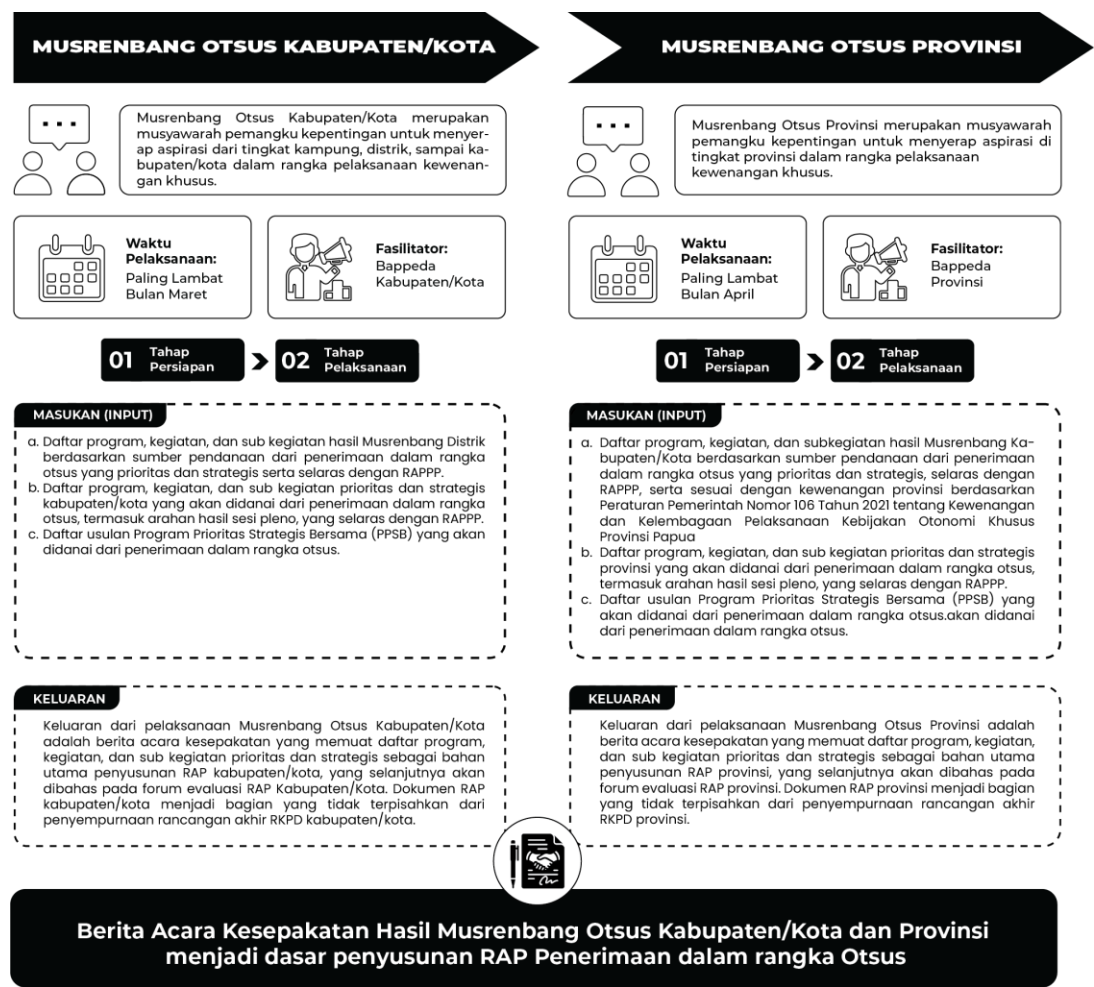 MUSRENBANG OTSUS KABUPATEN/KOTA
Musrenbang Otsus Kabupaten/Kota merupakan
musyawarah pemangku kepentingan untuk menyer-
ap aspirasi dari tingkat kampung, distrik, sampai ka-
bupaten/kota dalam rangka pelaksanaan kewenan-
gan khusus.
Waktu
Pelaksanaan:
Paling Lambat
Bulan Maret
Fasilitator:
Bappeda
Kabupaten/Kota
01 Tahap
Persiapan
02 Tahap
Pelaksanaan
MASUKAN (INPUT)
a. Daftar program, kegiatan, dan sub kegiatan hasil Musrenbang Distrik
berdasarkan sumber pendanaan dari penerimaan dalam rangka
otsus yang prioritas dan strategis serta selaras dengan RAPPP.
b. Daftar program, kegiatan, dan sub kegiatan prioritas dan strategis
kabupaten/kota yang akan didanai dari penerimaan dalam rangka
otsus, termasuk arahan hasil sesi pleno, yang selaras dengan RAPPP.
c. Daftar usulan Program Prioritas Strategis Bersama (PPSB) yang akan
didanai dari penerimaan dalam rangka otsus.
KELUARAN
Keluaran dari pelaksanaan Musrenbang Otsus Kabupaten/Kota
adalah berita acara kesepakatan yang memuat daftar program,
kegiatan, dan sub kegiatan prioritas dan strategis sebagai bahan
utama penyusunan RAP kabupaten/kota, yang selanjutnya akan
dibahas pada forum evaluasi RAP Kabupaten/Kota. Dokumen RAP
kabupaten/kota menjadi bagian yang tidak terpisahkan dari
penyempurnaan rancangan akhir RKPD kabupaten/kota.
MUSRENBANG OTSUS PROVINSI
Musrenbang Otsus Provinsi merupakan musyawarah
pemangku kepentingan untuk menyerap aspirasi di
tingkat provinsi dalam rangka pelaksanaan
kewenangan khusus.
Waktu
Pelaksanaan:
Paling Lambat
Bulan April
Fasilitator:
Bappeda
Provinsi
01 Tahap
Persiapan
02 Tahap
Pelaksanaan
MASUKAN (INPUT)
a. Daftar program, kegiatan, dan subkegiatan hasil Musrenbang Ka-
bupaten/Kota berdasarkan sumber pendanaan dari penerimaan
dalam rangka otsus yang prioritas dan strategis, selaras dengan
RAPPP, serta sesuai dengan kewenangan provinsi berdasarkan
Peraturan Pemerintah Nomor 106 Tahun 2021 tentang Kewenangan
dan Kelembagaan Pelaksanaan Kebijakan Otonomi Khusus
Provinsi Papua
b. Daftar program, kegiatan, dan sub kegiatan prioritas dan strategis
provinsi yang akan didanai dari penerimaan dalam rangka otsus,
termasuk arahan hasil sesi pleno, yang selaras dengan RAPPP.
c. Daftar usulan Program Prioritas Strategis Bersama (PPSB) yang
akan didanai dari penerimaan dalam rangka otsus.akan didanai
dari penerimaan dalam rangka otsus.
KELUARAN
Keluaran dari pelaksanaan Musrenbang Otsus Provinsi adalah
berita acara kesepakatan yang memuat daftar program, kegiatan,
dan sub kegiatan prioritas dan strategis sebagai bahan utama
penyusunan RAP provinsi, yang selanjutnya akan dibahas pada
forum evaluasi RAP provinsi. Dokumen RAP provinsi menjadi bagian
yang tidak terpisahkan dari penyempurnaan rancangan akhir
RKPD provinsi.
Berita Acara Kesepakatan Hasil Musrenbang Otsus Kabupaten/Kota dan Provinsi
menjadi dasar penyusunan RAP Penerimaan dalam rangka Otsus